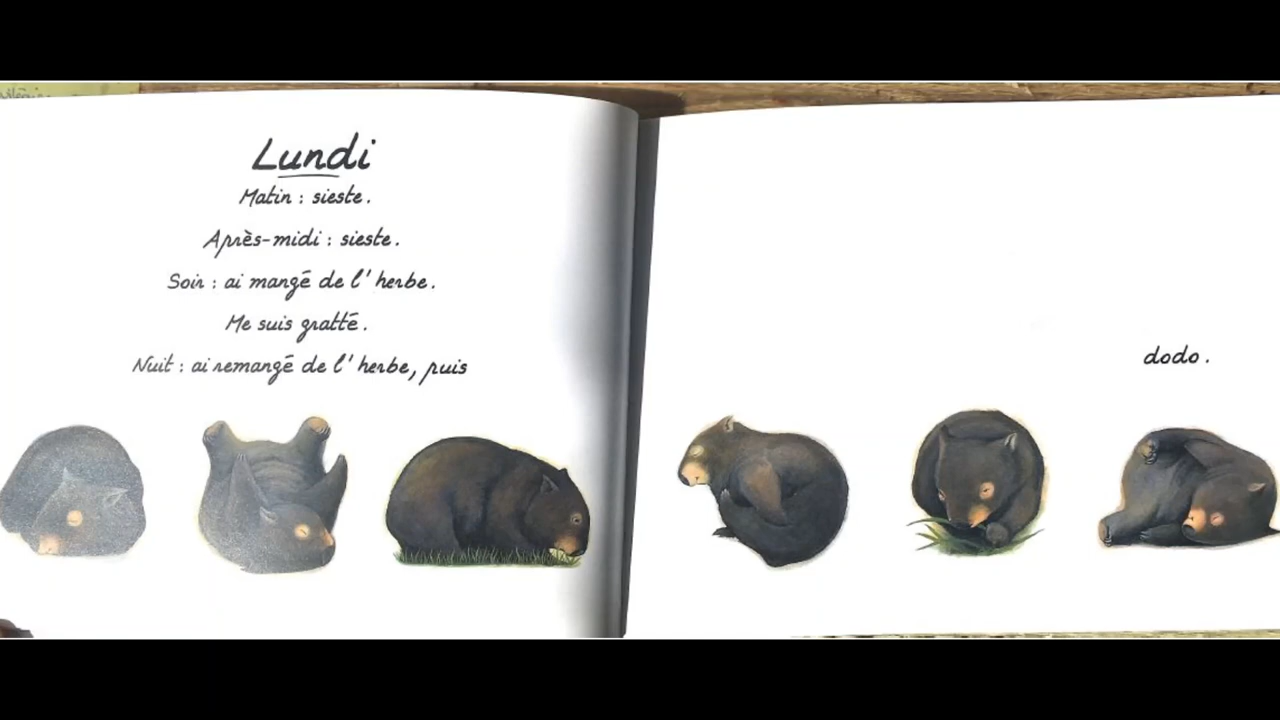 Lundi
Matin : sieste.
Après-midi : sieste.
Soir : ai mangé de l'herbe.
Me suis gratté.
Nuit : ai remangé de l'herbe, puis
dodo.